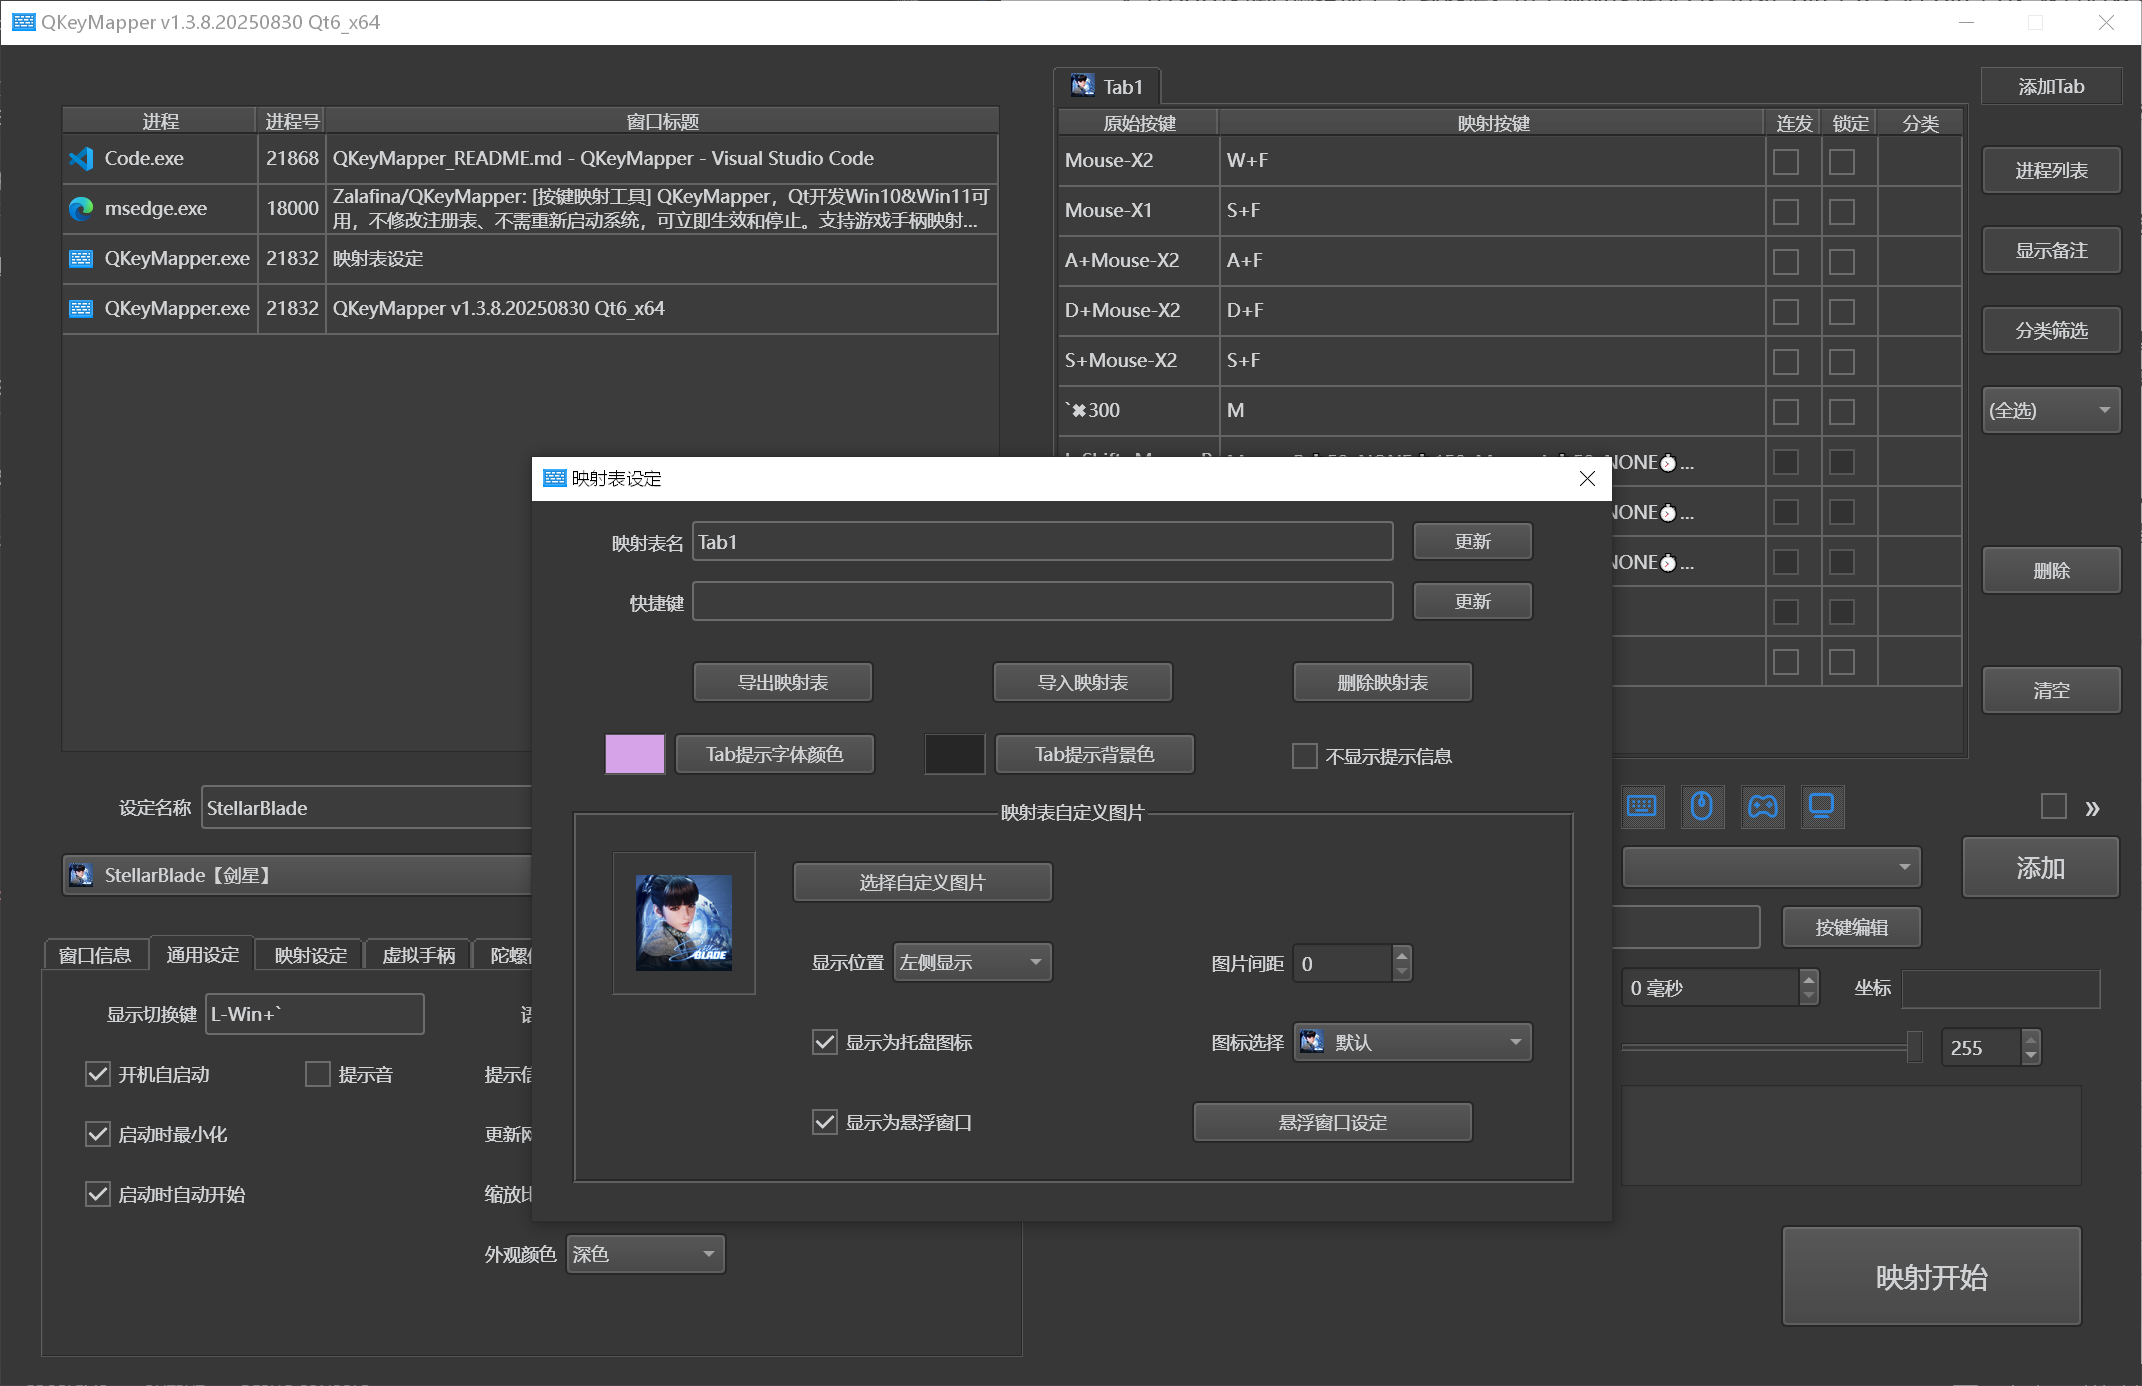 QKeyMapper v1.3.8.20250830 Qt6_x64
进程 进程号 窗口标题
Code.exe 21868 QKeyMapper_README.md - QKeyMapper - Visual Studio Code
msedge.exe 18000 Zalafina/QKeyMapper: [按键映射工具] QKeyMapper，Qt开发Win10&Win11可
用，不修改注册表、不需重新启动系统，可立即生效和停止。支持游戏手柄映射...
QKeyMapper.exe 21832 映射表设定
QKeyMapper.exe 21832 QKeyMapper v1.3.8.20250830 Qt6_x64
Tab1
原始按键 映射按键 连发 锁定 分类
Mouse-X2 W+F
Mouse-X1 S+F
A+Mouse-X2 A+F
D+Mouse-X2 D+F
S+Mouse-X2 S+F
`✖300 M
NONE⏱...
NONE⏱...
NONE⏱...
添加Tab
进程列表
显示备注
分类筛选
(全选)
删除
清空
映射表设定
映射表名 Tab1 更新
快捷键 更新
导出映射表 导入映射表 删除映射表
Tab提示字体颜色 Tab提示背景色 不显示提示信息
映射表自定义图片
BLADE
选择自定义图片
显示位置 左侧显示 图片间距 0
显示为托盘图标 图标选择 默认
显示为悬浮窗口 悬浮窗口设定
设定名称 StellarBlade
StellarBlade【剑星】
窗口信息 通用设定 映射设定 虚拟手柄 陀螺
显示切换键 L-Win+`
开机自启动 提示音 提示信
启动时最小化 更新网
启动时自动开始 缩放比
外观颜色 深色
»
添加
按键编辑
0 毫秒 坐标
255
映射开始